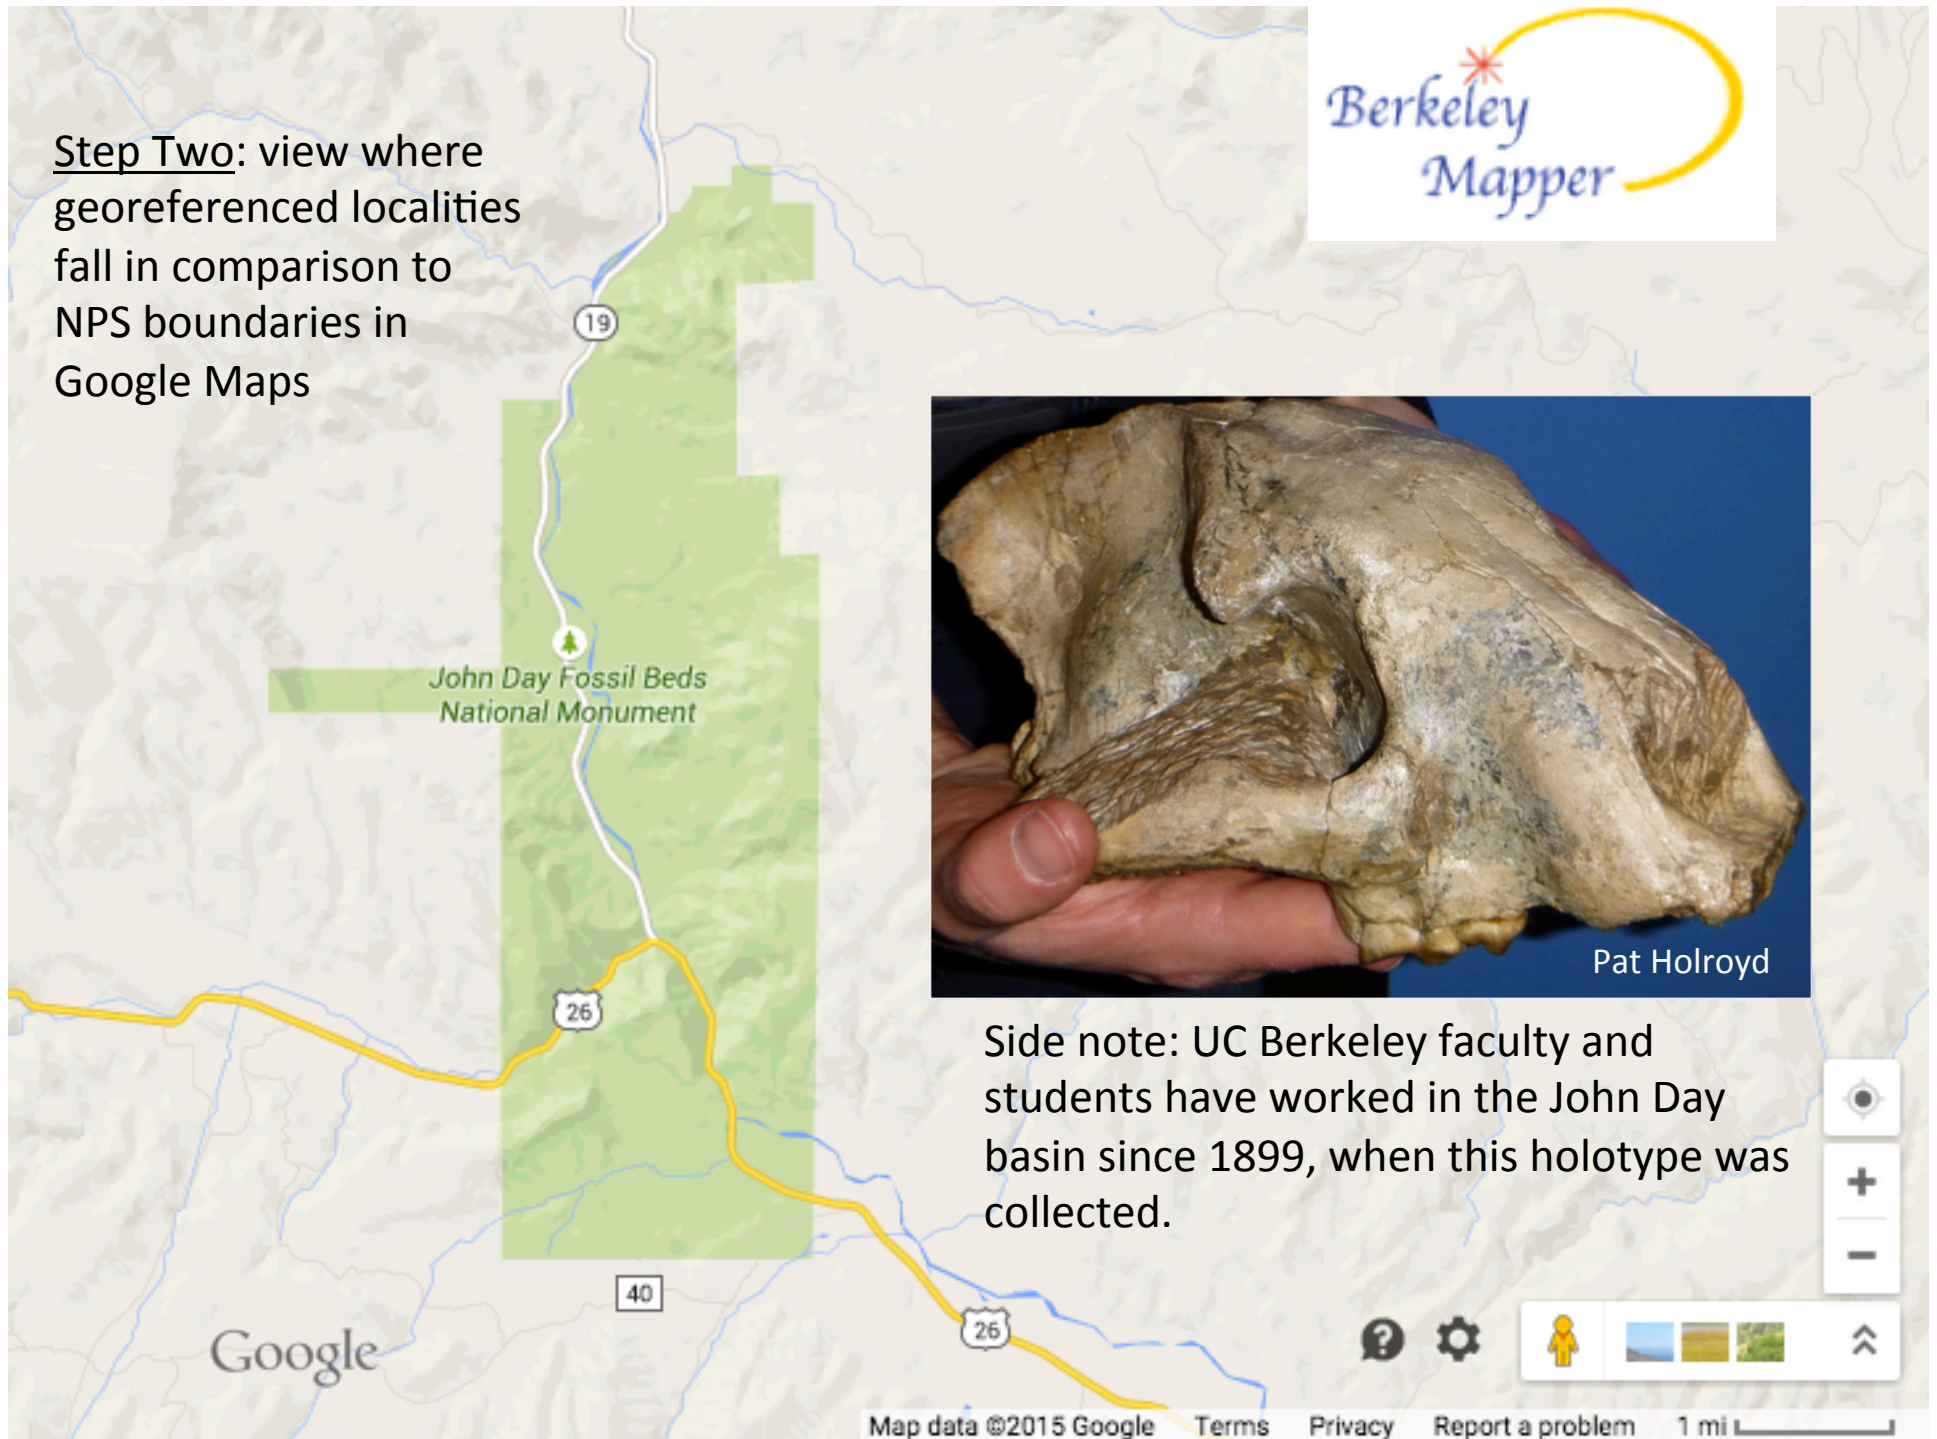 Berkeley
Mapper
Step Two: view where
georeferenced localities
fall in comparison to
NPS boundaries in
Google Maps
19
John Day Fossil Beds
National Monument
26
Pat Holroyd
Side note: UC Berkeley faculty and
students have worked in the John Day
basin since 1899, when this holotype was
collected.
40
26
Google
Map data ©2015 Google Terms Privacy Report a problem 1 mi